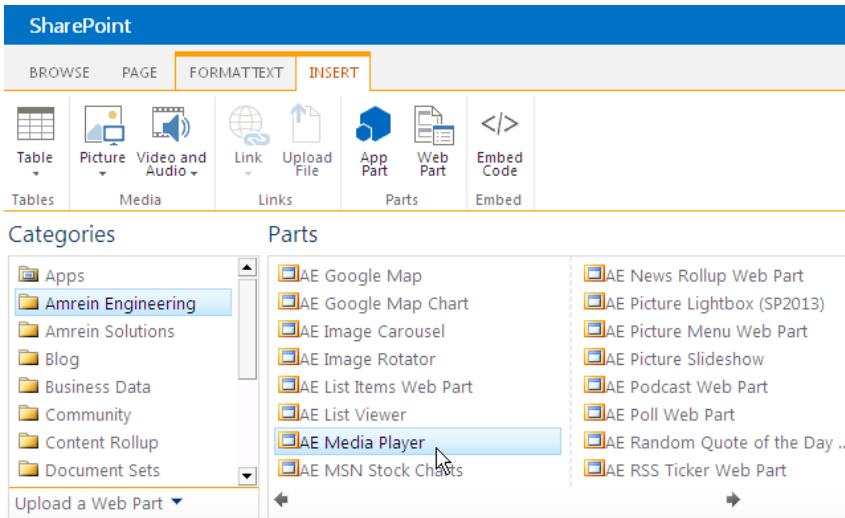 SharePoint
BROWSE PAGE FORMATTEXT INSERT
Table Picture Video and Audio Link Upload File App Part Web Part Embed Code
Tables Media Links Parts Embed
Categories
Apps
Amrein Engineering
Amrein Solutions
Blog
Business Data
Community
Content Rollup
Document Sets
Upload a Web Part
Parts
AE Google Map
AE Google Map Chart
AE Image Carousel
AE Image Rotator
AE List Items Web Part
AE List Viewer
AE Media Player
AE MSN Stock Charts
AE News Rollup Web Part
AE Picture Lightbox (SP2013)
AE Picture Menu Web Part
AE Picture Slideshow
AE Podcast Web Part
AE Poll Web Part
AE Random Quote of the Day ..
AE RSS Ticker Web Part